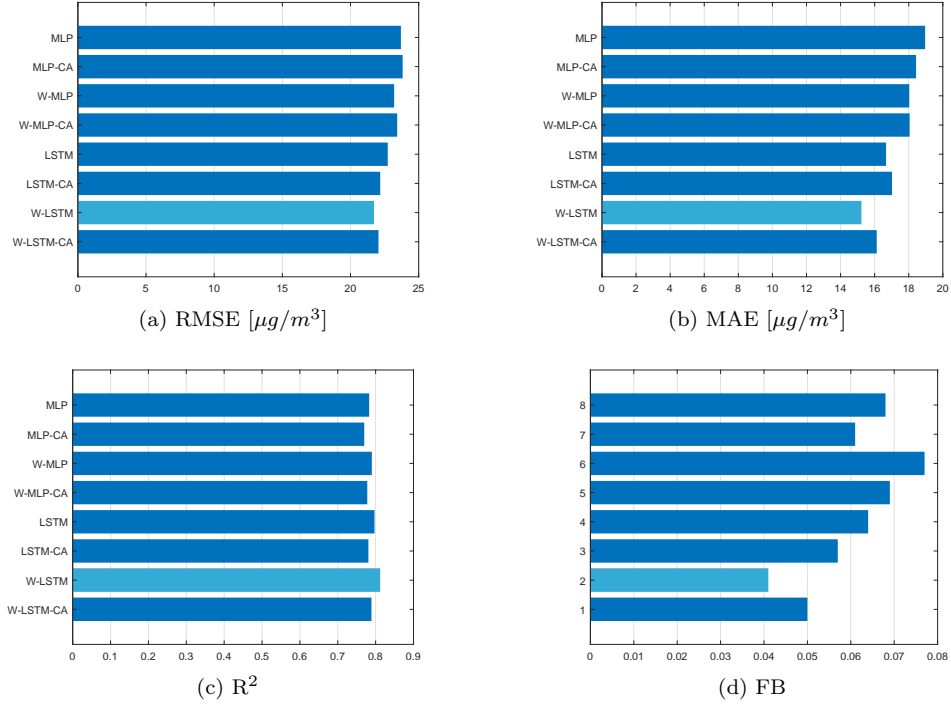 MLP
MLP-CA
W-MLP
W-MLP-CA
LSTM
LSTM-CA
W-LSTM
W-LSTM-CA
0 5 10 15 20 25
(a) RMSE [μg/m³]
MLP
MLP-CA
W-MLP
W-MLP-CA
LSTM
LSTM-CA
W-LSTM
W-LSTM-CA
0 2 4 6 8 10 12 14 16 18 20
(b) MAE [μg/m³]
MLP
MLP-CA
W-MLP
W-MLP-CA
LSTM
LSTM-CA
W-LSTM
W-LSTM-CA
0 0.1 0.2 0.3 0.4 0.5 0.6 0.7 0.8 0.9
(c) R²
8
7
6
5
4
3
2
1
0 0.01 0.02 0.03 0.04 0.05 0.06 0.07 0.08
(d) FB